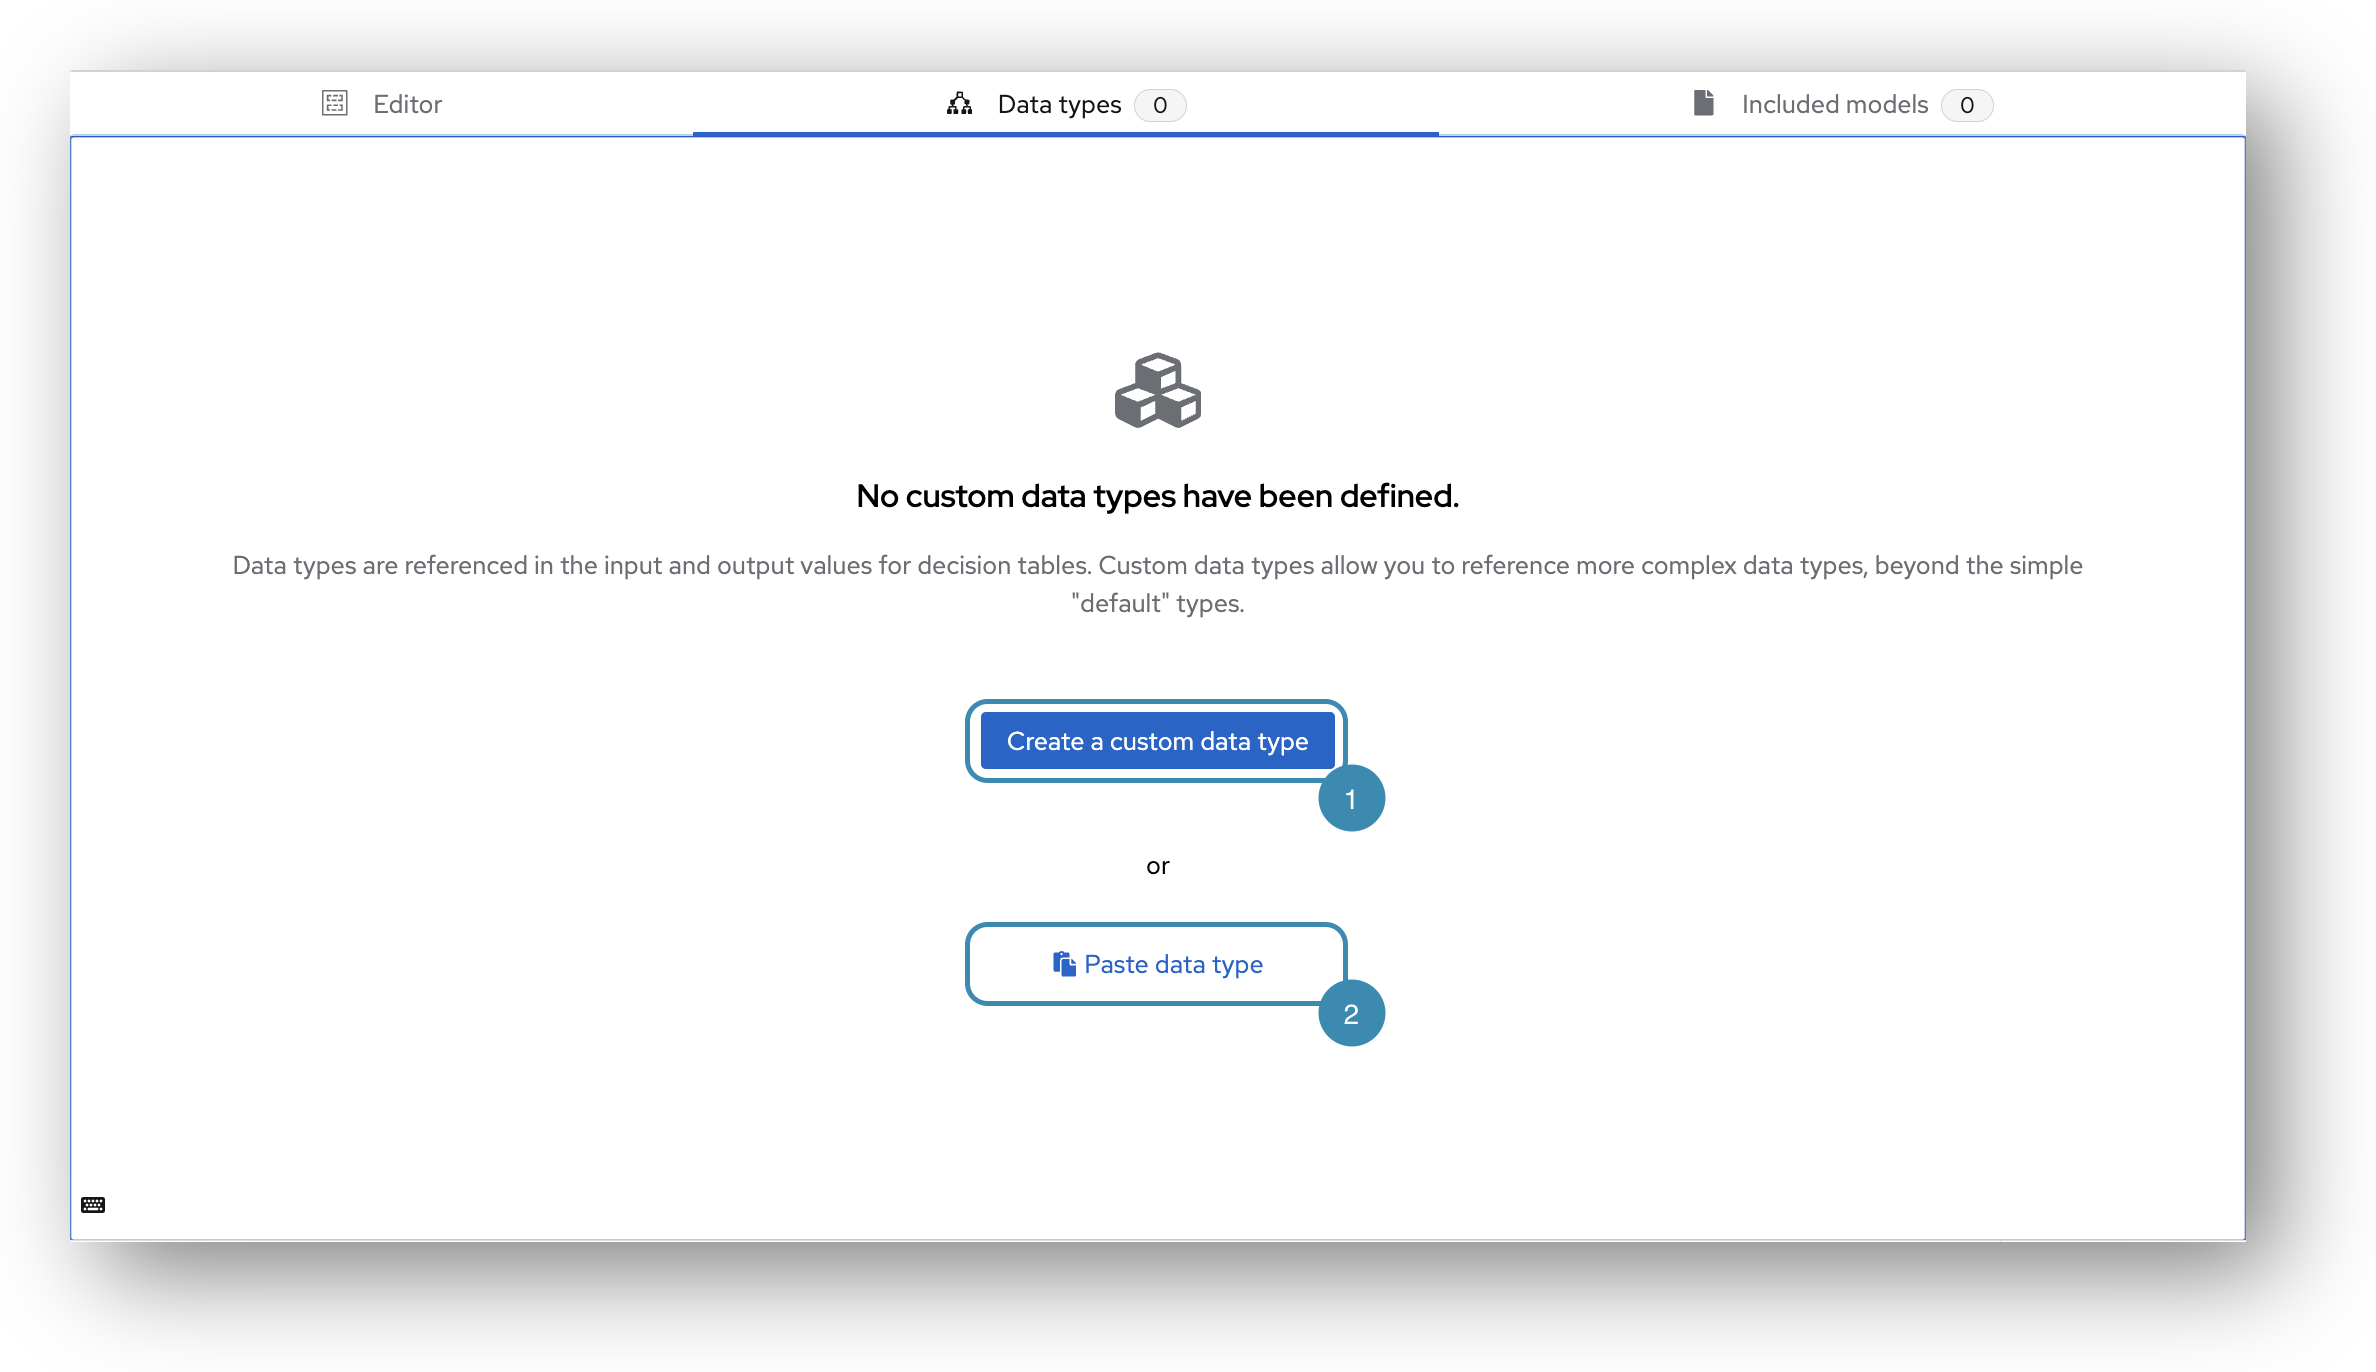 Editor
Data types 0
Included models 0
No custom data types have been defined.
Data types are referenced in the input and output values for decision tables. Custom data types allow you to reference more complex data types, beyond the simple
"default" types.
Create a custom data type
1
or
Paste data type
2